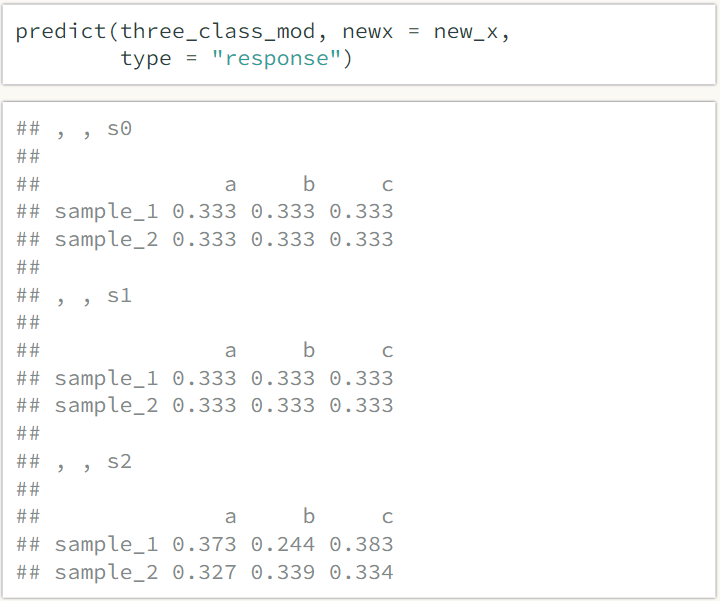 predict(three_class_mod, newx = new_x,
        type = "response")
## , , s0
##
##              a     b     c
## sample_1 0.333 0.333 0.333
## sample_2 0.333 0.333 0.333
##
## , , s1
##
##              a     b     c
## sample_1 0.333 0.333 0.333
## sample_2 0.333 0.333 0.333
##
## , , s2
##
##              a     b     c
## sample_1 0.373 0.244 0.383
## sample_2 0.327 0.339 0.334